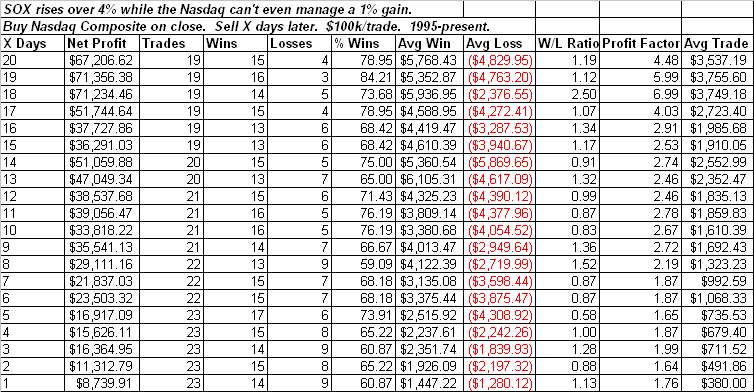 SOX rises over 4% while the Nasdaq can't even manage a 1% gain.
Buy Nasdaq Composite on close. Sell X days later. $100k/trade. 1995-present.
X Days Net Profit Trades Wins Losses % Wins Avg Win Avg Loss W/L Ratio Profit Factor Avg Trade
20 $67,206.62 19 15 4 78.95 $5,768.43 ($4,829.95) 1.19 4.48 $3,537.19
19 $71,356.38 19 16 3 84.21 $5,352.87 ($4,763.20) 1.12 5.99 $3,755.60
18 $71,234.46 19 14 5 73.68 $5,936.95 ($2,376.55) 2.50 6.99 $3,749.18
17 $51,744.64 19 15 4 78.95 $4,588.95 ($4,272.41) 1.07 4.03 $2,723.40
16 $37,727.86 19 13 6 68.42 $4,419.47 ($3,287.53) 1.34 2.91 $1,985.68
15 $36,291.03 19 13 6 68.42 $4,610.39 ($3,940.67) 1.17 2.53 $1,910.05
14 $51,059.88 20 15 5 75.00 $5,360.54 ($5,869.65) 0.91 2.74 $2,552.99
13 $47,049.34 20 13 7 65.00 $6,105.31 ($4,617.09) 1.32 2.46 $2,352.47
12 $38,537.68 21 15 6 71.43 $4,325.23 ($4,390.12) 0.99 2.46 $1,835.13
11 $39,056.47 21 16 5 76.19 $3,809.14 ($4,377.96) 0.87 2.78 $1,859.83
10 $33,818.22 21 16 5 76.19 $3,380.68 ($4,054.52) 0.83 2.67 $1,610.39
9 $35,541.13 21 14 7 66.67 $4,013.47 ($2,949.64) 1.36 2.72 $1,692.43
8 $29,111.16 22 13 9 59.09 $4,122.39 ($2,719.99) 1.52 2.19 $1,323.23
7 $21,837.03 22 15 7 68.18 $3,135.08 ($3,598.44) 0.87 1.87 $992.59
6 $23,503.32 22 15 7 68.18 $3,375.44 ($3,875.47) 0.87 1.87 $1,068.33
5 $16,917.09 23 17 6 73.91 $2,515.92 ($4,308.92) 0.58 1.65 $735.53
4 $15,626.11 23 15 8 65.22 $2,237.61 ($2,242.26) 1.00 1.87 $679.40
3 $16,364.95 23 14 9 60.87 $2,351.74 ($1,839.93) 1.28 1.99 $711.52
2 $11,312.79 23 15 8 65.22 $1,926.09 ($2,197.32) 0.88 1.64 $491.86
1 $8,739.91 23 14 9 60.87 $1,447.22 ($1,280.12) 1.13 1.76 $380.00